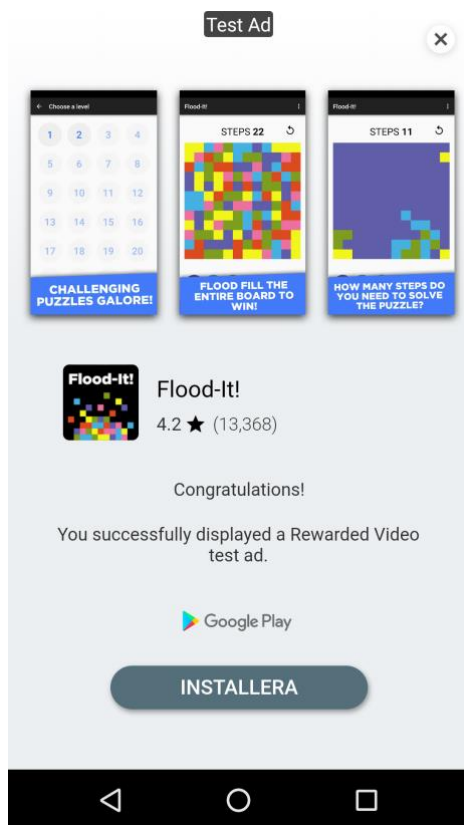 Test Ad
Choose a level
1 2 3 4
5 6 7 8
9 10 11 12
13 14 15 16
17 18 19 20
CHALLENGING
PUZZLES GALORE!
Flood-It!
STEPS 22
FLOOD FILL THE
ENTIRE BOARD TO
WIN!
Flood-It!
STEPS 11
HOW MANY STEPS DO
YOU NEED TO SOLVE
THE PUZZLE?
Flood-It!
Flood-It!
4.2 ★ (13,368)
Congratulations!
You successfully displayed a Rewarded Video
test ad.
Google Play
INSTALLERA